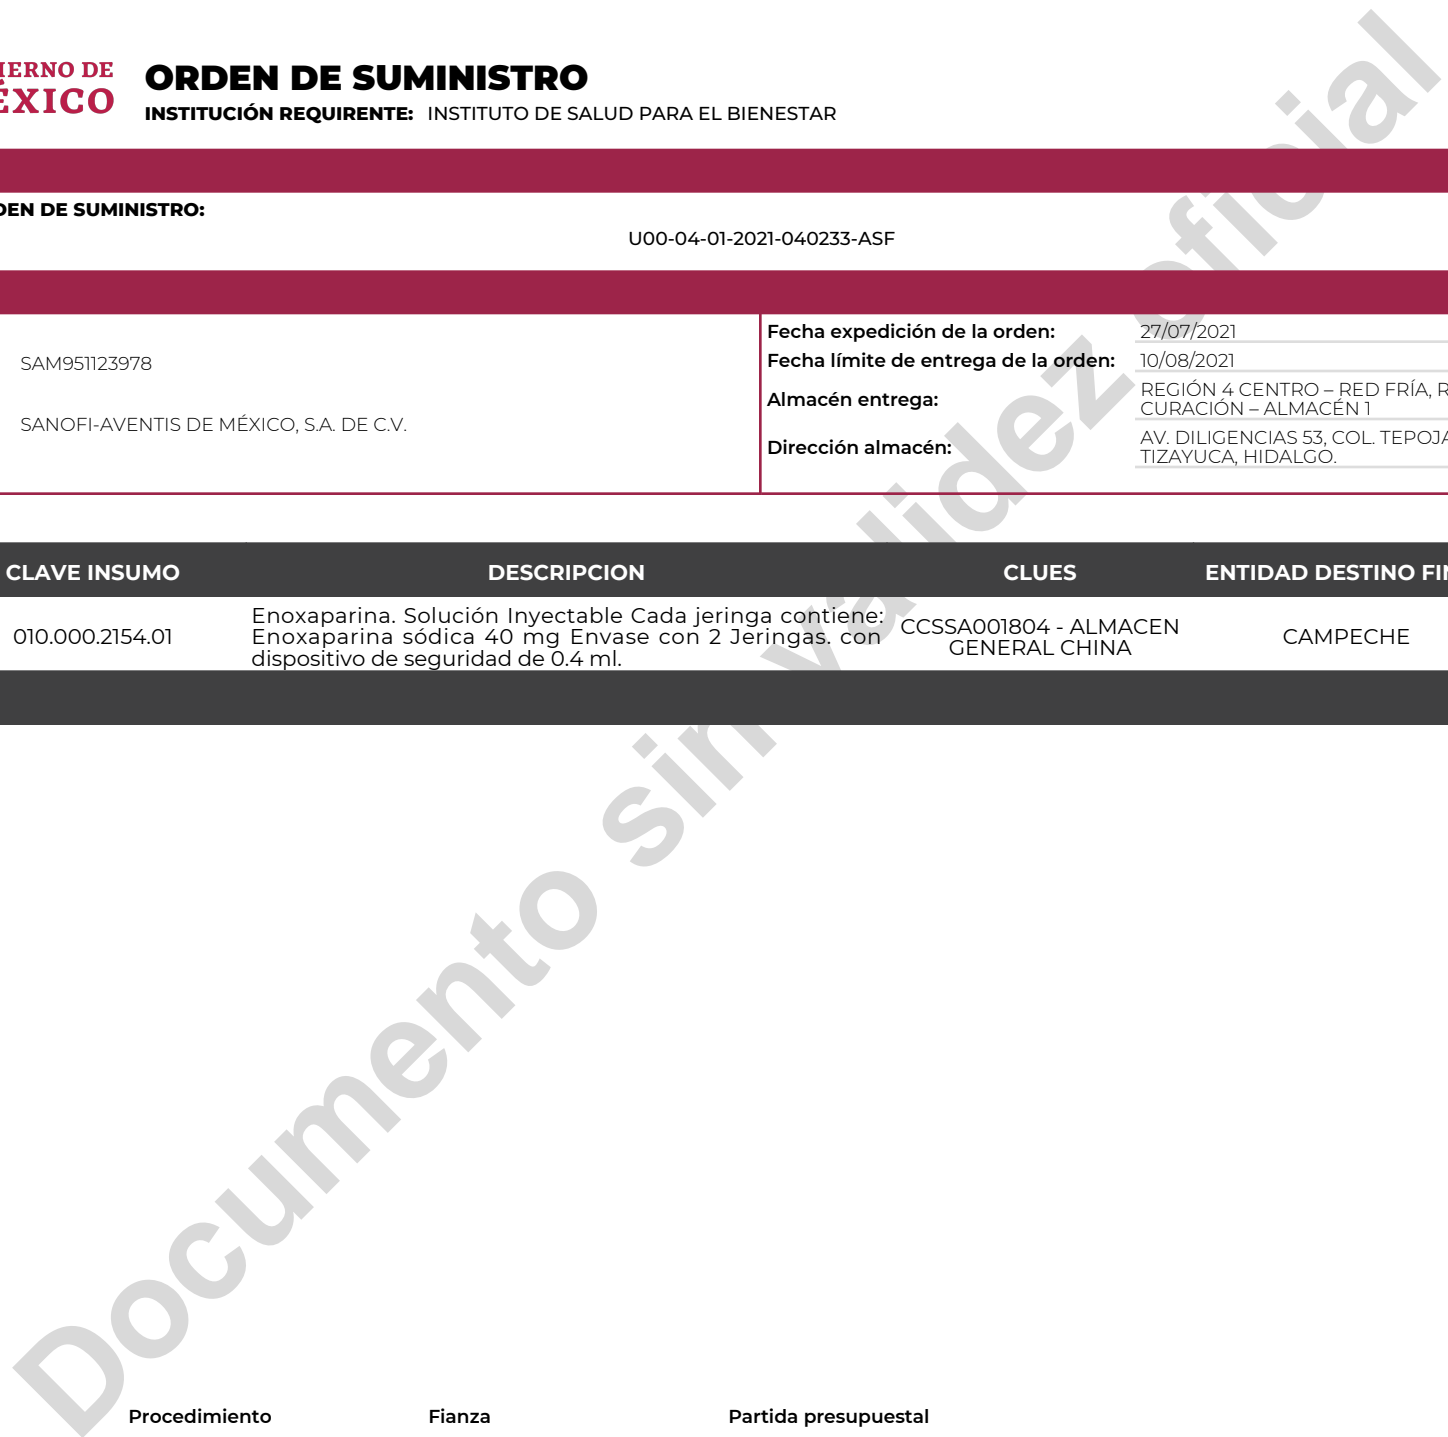 IERNO DE
ÉXICO
ORDEN DE SUMINISTRO
INSTITUCIÓN REQUIRENTE: INSTITUTO DE SALUD PARA EL BIENESTAR
DEN DE SUMINISTRO:
U00-04-01-2021-040233-ASF
SAM951123978
SANOFI-AVENTIS DE MÉXICO, S.A. DE C.V.
Fecha expedición de la orden: 27/07/2021
Fecha límite de entrega de la orden: 10/08/2021
Almacén entrega: REGIÓN 4 CENTRO – RED FRÍA, R
CURACIÓN – ALMACÉN 1
Dirección almacén: AV. DILIGENCIAS 53, COL. TEPOJA
TIZAYUCA, HIDALGO.
CLAVE INSUMO DESCRIPCION CLUES ENTIDAD DESTINO FIN
010.000.2154.01
Enoxaparina. Solución Inyectable Cada jeringa contiene:
Enoxaparina sódica 40 mg Envase con 2 Jeringas. con
dispositivo de seguridad de 0.4 ml.
CCSSA001804 - ALMACEN
GENERAL CHINA
CAMPECHE
Documento sin validez oficial
Procedimiento Fianza Partida presupuestal